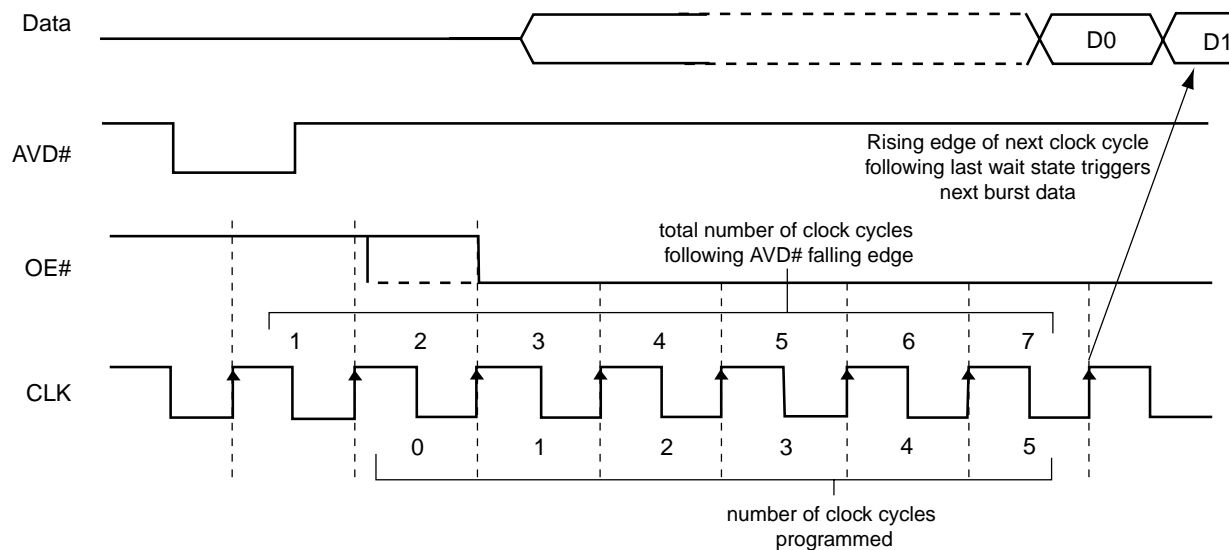 Data
D0
D1
AVD#
Rising edge of next clock cycle
following last wait state triggers
next burst data
total number of clock cycles
following AVD# falling edge
OE#
1 2 3 4 5 6 7
CLK
0 1 2 3 4 5
number of clock cycles
programmed